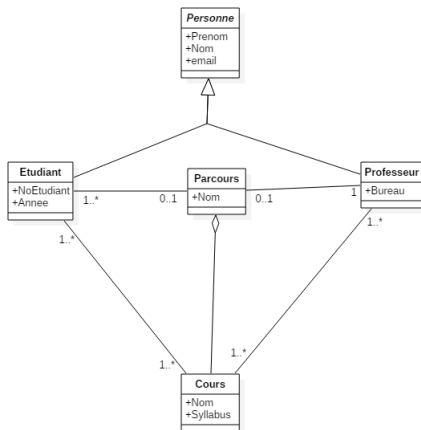 Personne
+Prenom
+Nom
+email
Etudiant
+NoEtudiant
+Annee
Parcours
+Nom
Professeur
+Bureau
1..*
0..1
0..1
1
1..*
1..*
1..*
1..*
Cours
+Nom
+Syllabus